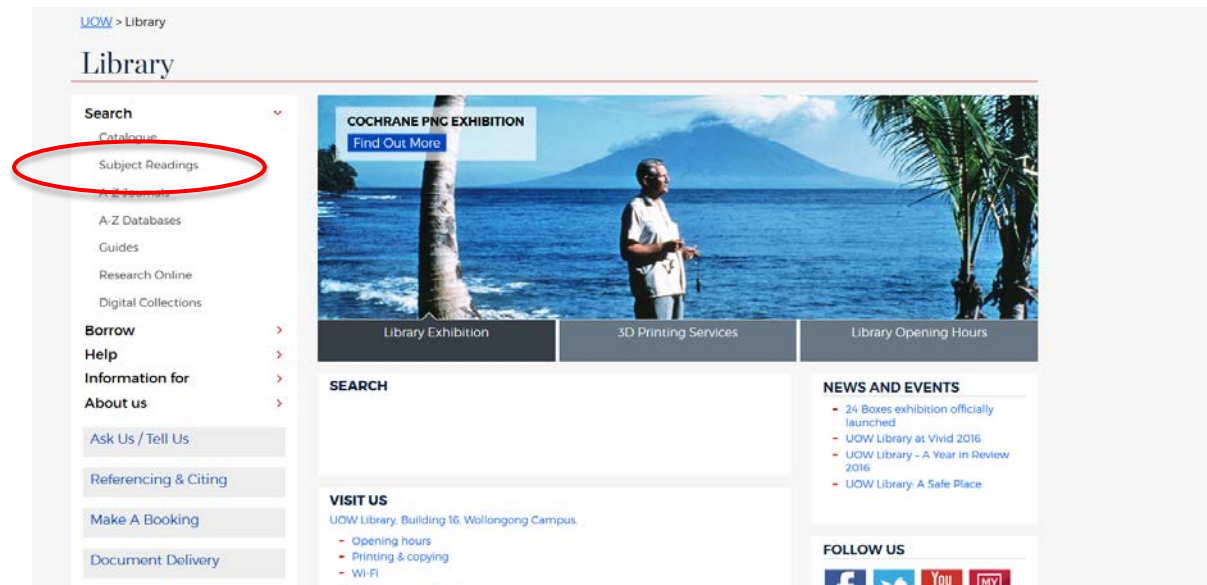 UOW > Library
Library
Search
Catalogue
Subject Readings
A-Z Journals
A-Z Databases
Guides
Research Online
Digital Collections
Borrow
Help
Information for
About us
Ask Us / Tell Us
Referencing & Citing
Make A Booking
Document Delivery
COCHRANE PNG EXHIBITION
Find Out More
Library Exhibition
3D Printing Services
Library Opening Hours
SEARCH
VISIT US
UOW Library, Building 16, Wollongong Campus.
- Opening hours
- Printing & copying
- Wi-Fi
NEWS AND EVENTS
- 24 Boxes exhibition officially
launched
- UOW Library at Vivid 2016
- UOW Library – A Year in Review
2016
- UOW Library: A Safe Place
FOLLOW US
f
You
MY